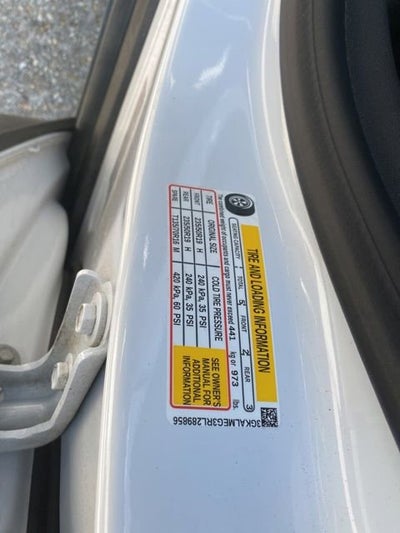 TIRE AND LOADING INFORMATION
SEATING CAPACITY TOTAL 5 FRONT 2 REAR 3
The combined weight of occupants and cargo must never exceed 441 kg or 973 lbs.
TIRE ORIGINAL SIZE COLD TIRE PRESSURE
FRONT 235/50R19 H 240 kPa, 35 PSI
REAR 235/50R19 H 240 kPa, 35 PSI
SPARE T135/70R16 M 420 kPa, 60 PSI
SEE OWNER'S
MANUAL FOR
ADDITIONAL
INFORMATION
3GKALMEG3RL289856